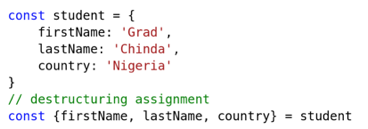 const student = {
    firstName: 'Grad',
    lastName: 'Chinda',
    country: 'Nigeria'
}
// destructuring assignment
const {firstName, lastName, country} = student